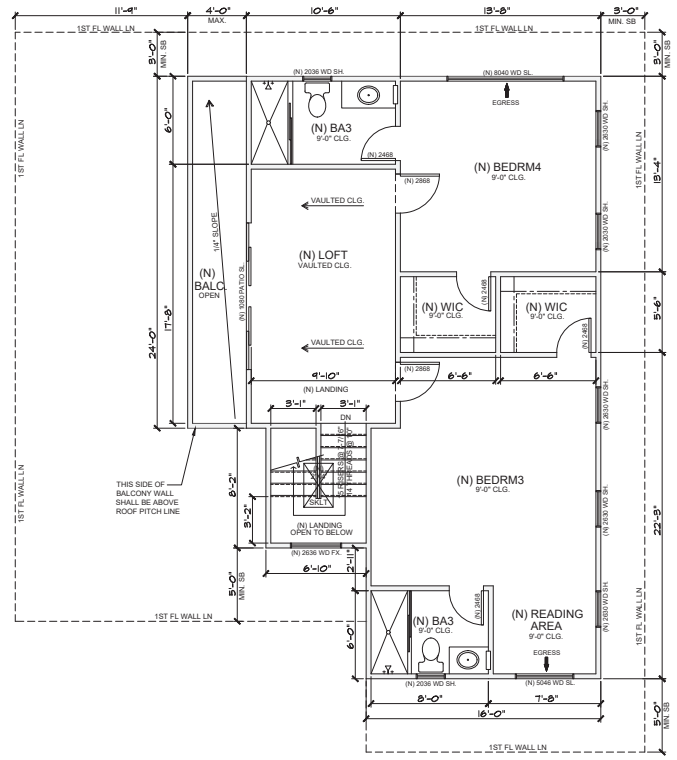 11'-9"
4'-0"
MAX.
10'-6"
13'-8"
3'-0"
MIN. SB
1ST FL WALL LN
1ST FL WALL LN
3'-0"
MIN. SB
3'-0"
MIN. SB
(N) 2036 WD SH.
(N) 8040 WD SL.
EGRESS
6'-0"
(N) BA3
9'-0" CLG.
(N) 2468
(N) 2630 WD SH.
1ST FL WALL LN
1ST FL WALL LN
(N) BEDRM4
9'-0" CLG.
13'-4"
(N) 2868
VAULTED CLG.
(N) 2030 WD SH.
1/4" SLOPE
(N) LOFT
VAULTED CLG.
(N)
BALC.
OPEN
(N) 1080 PATIO SL.
24'-0"
17'-8"
(N) WIC
9'-0" CLG.
(N) 2468
(N) WIC
9'-0" CLG.
(N) 2468
5'-6"
VAULTED CLG.
(N) 2868
9'-10"
6'-6"
6'-6"
(N) LANDING
3'-1"
3'-1"
DN
(N) 2630 WD SH.
THIS SIDE OF
BALCONY WALL
SHALL BE ABOVE
ROOF PITCH LINE
8'-2"
3'-2"
SKLT
(N) LANDING
OPEN TO BELOW
(N) BEDRM3
9'-0" CLG.
(N) 2630 WD SH.
22'-3"
1ST FL WALL LN
(N) 2636 WD FX.
6'-10"
2'-11"
5'-0"
MIN. SB
1ST FL WALL LN
6'-0"
(N) BA3
9'-0" CLG.
(N) 2468
(N) READING
AREA
9'-0" CLG.
EGRESS
(N) 2630 WD SH.
1ST FL WALL LN
(N) 2036 WD SH.
(N) 5046 WD SL.
8'-0"
7'-8"
16'-0"
5'-0"
MIN. SB
1ST FL WALL LN